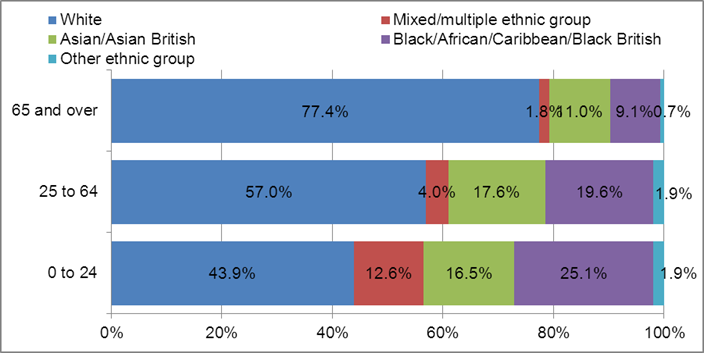 White Mixed/multiple ethnic group
Asian/Asian British Black/African/Caribbean/Black British
Other ethnic group
65 and over 77.4% 1.8% 11.0% 9.1% 0.7%
25 to 64 57.0% 4.0% 17.6% 19.6% 1.9%
0 to 24 43.9% 12.6% 16.5% 25.1% 1.9%
0% 20% 40% 60% 80% 100%